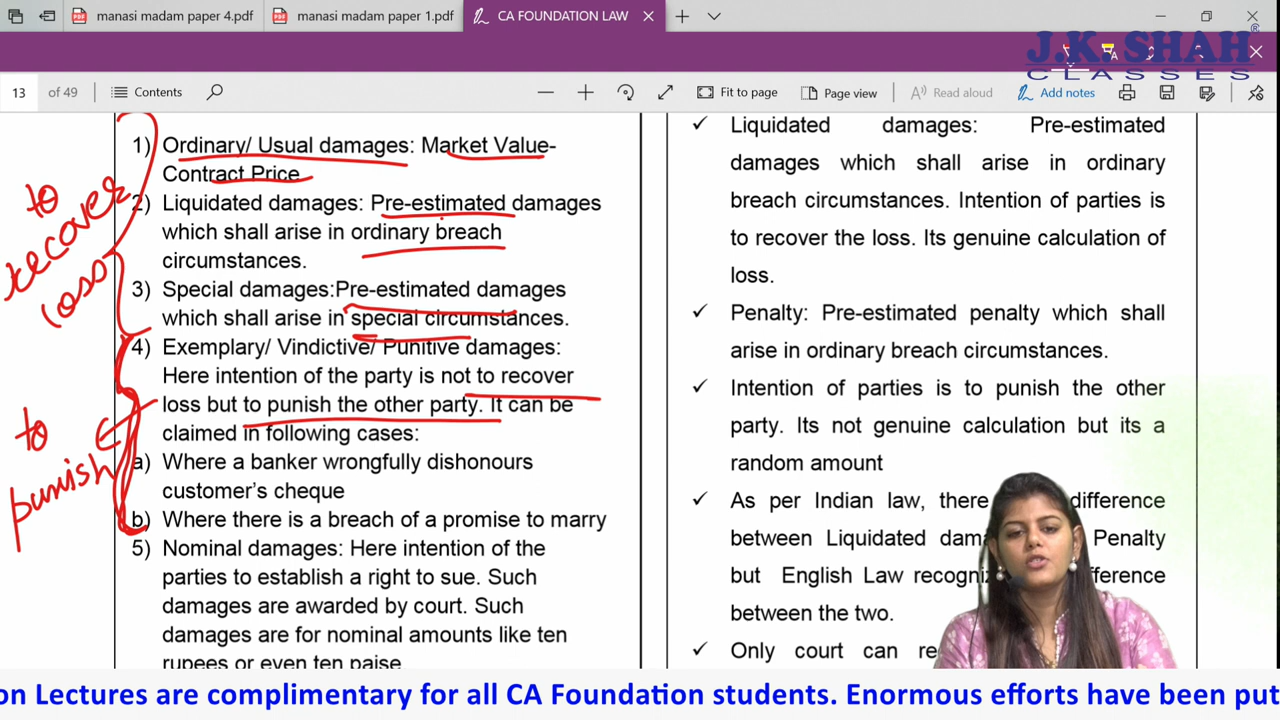 manasi madam paper 4.pdf
manasi madam paper 1.pdf
CA FOUNDATION LAW
J.K. SHAH®
CLASSES
13 of 49
Contents
Fit to page
Page view
Read aloud
Add notes
1) Ordinary/ Usual damages: Market Value-
Contract Price
2) Liquidated damages: Pre-estimated damages
which shall arise in ordinary breach
circumstances.
3) Special damages:Pre-estimated damages
which shall arise in special circumstances.
4) Exemplary/ Vindictive/ Punitive damages:
Here intention of the party is not to recover
loss but to punish the other party. It can be
claimed in following cases:
a) Where a banker wrongfully dishonours
customer's cheque
b) Where there is a breach of a promise to marry
5) Nominal damages: Here intention of the
parties to establish a right to sue. Such
damages are awarded by court. Such
damages are for nominal amounts like ten
rupees or even ten paise
to
recover
loss
to
punish
✓ Liquidated damages: Pre-estimated
damages which shall arise in ordinary
breach circumstances. Intention of parties is
to recover the loss. Its genuine calculation of
loss.
✓ Penalty: Pre-estimated penalty which shall
arise in ordinary breach circumstances.
✓ Intention of parties is to punish the other
party. Its not genuine calculation but its a
random amount
✓ As per Indian law, there difference
between Liquidated Penalty
but English Law
between the two.
✓ Only court can
on Lectures are complimentary for all CA Foundation students. Enormous efforts have been put